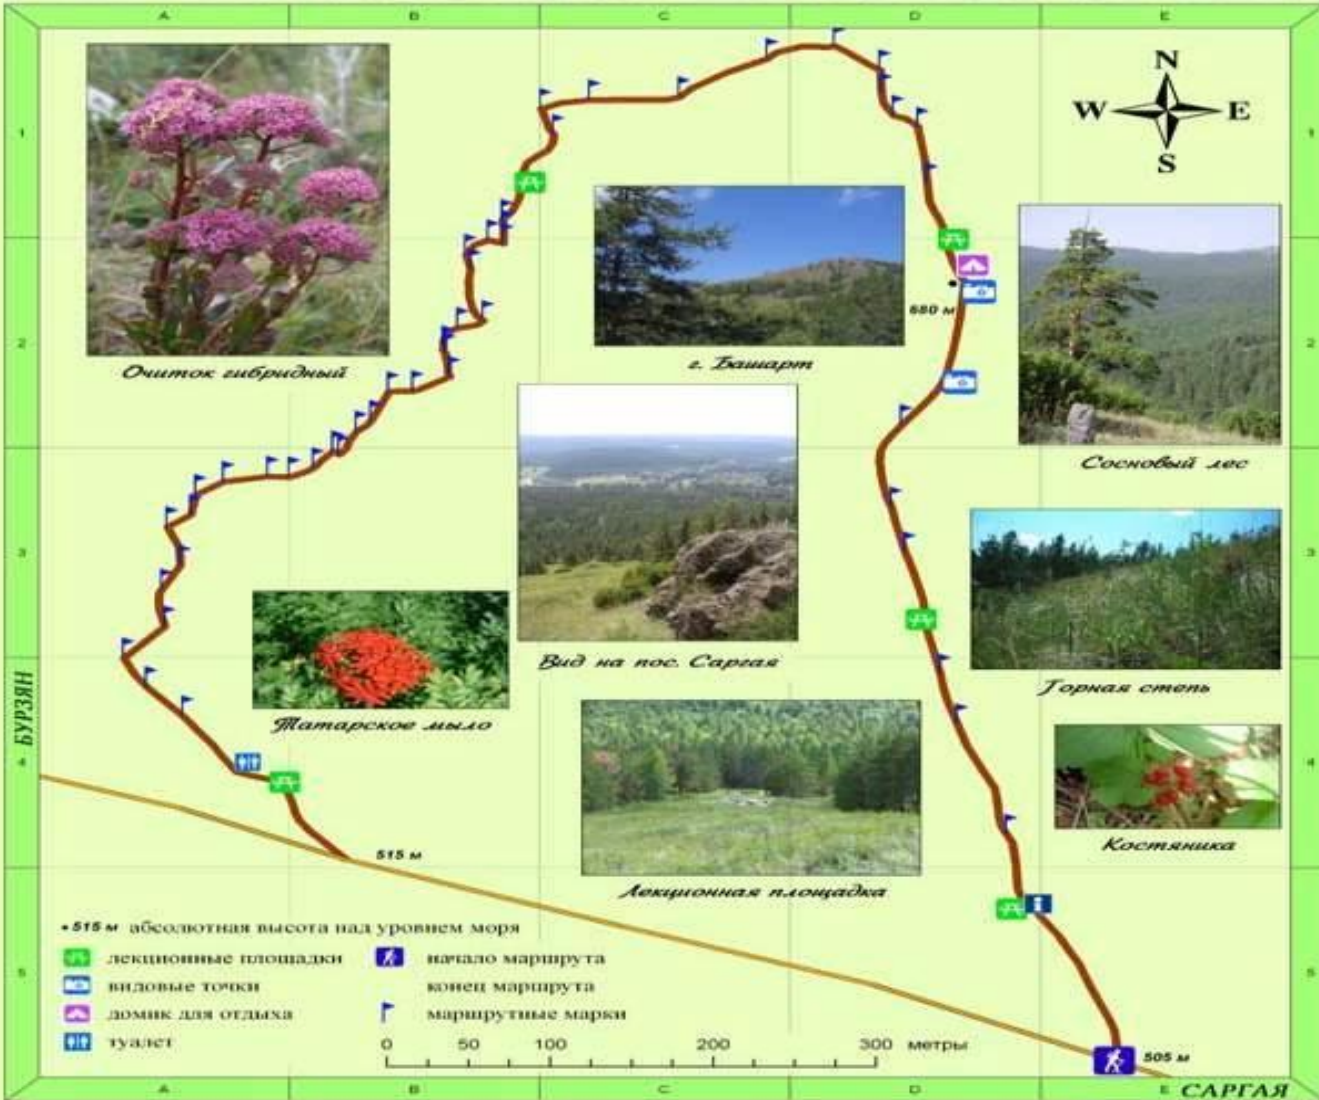 A B C D E
N
W E
S
1 1
Очиток гибридный
г. Башарт
680 м
2 2
Сосновый лес
3 3
Вид на пос. Саргая
Горная степь
Татарское мыло
БУРЗЯН
4 4
Костяника
515 м
Лекционная площадка
• 515 м абсолютная высота над уровнем моря
лекционные площадки
видовые точки
домик для отдыха
туалет
начало маршрута
конец маршрута
маршрутные марки
5 5
0 50 100 200 300 метры
505 м
A B C D E
САРГАЯ